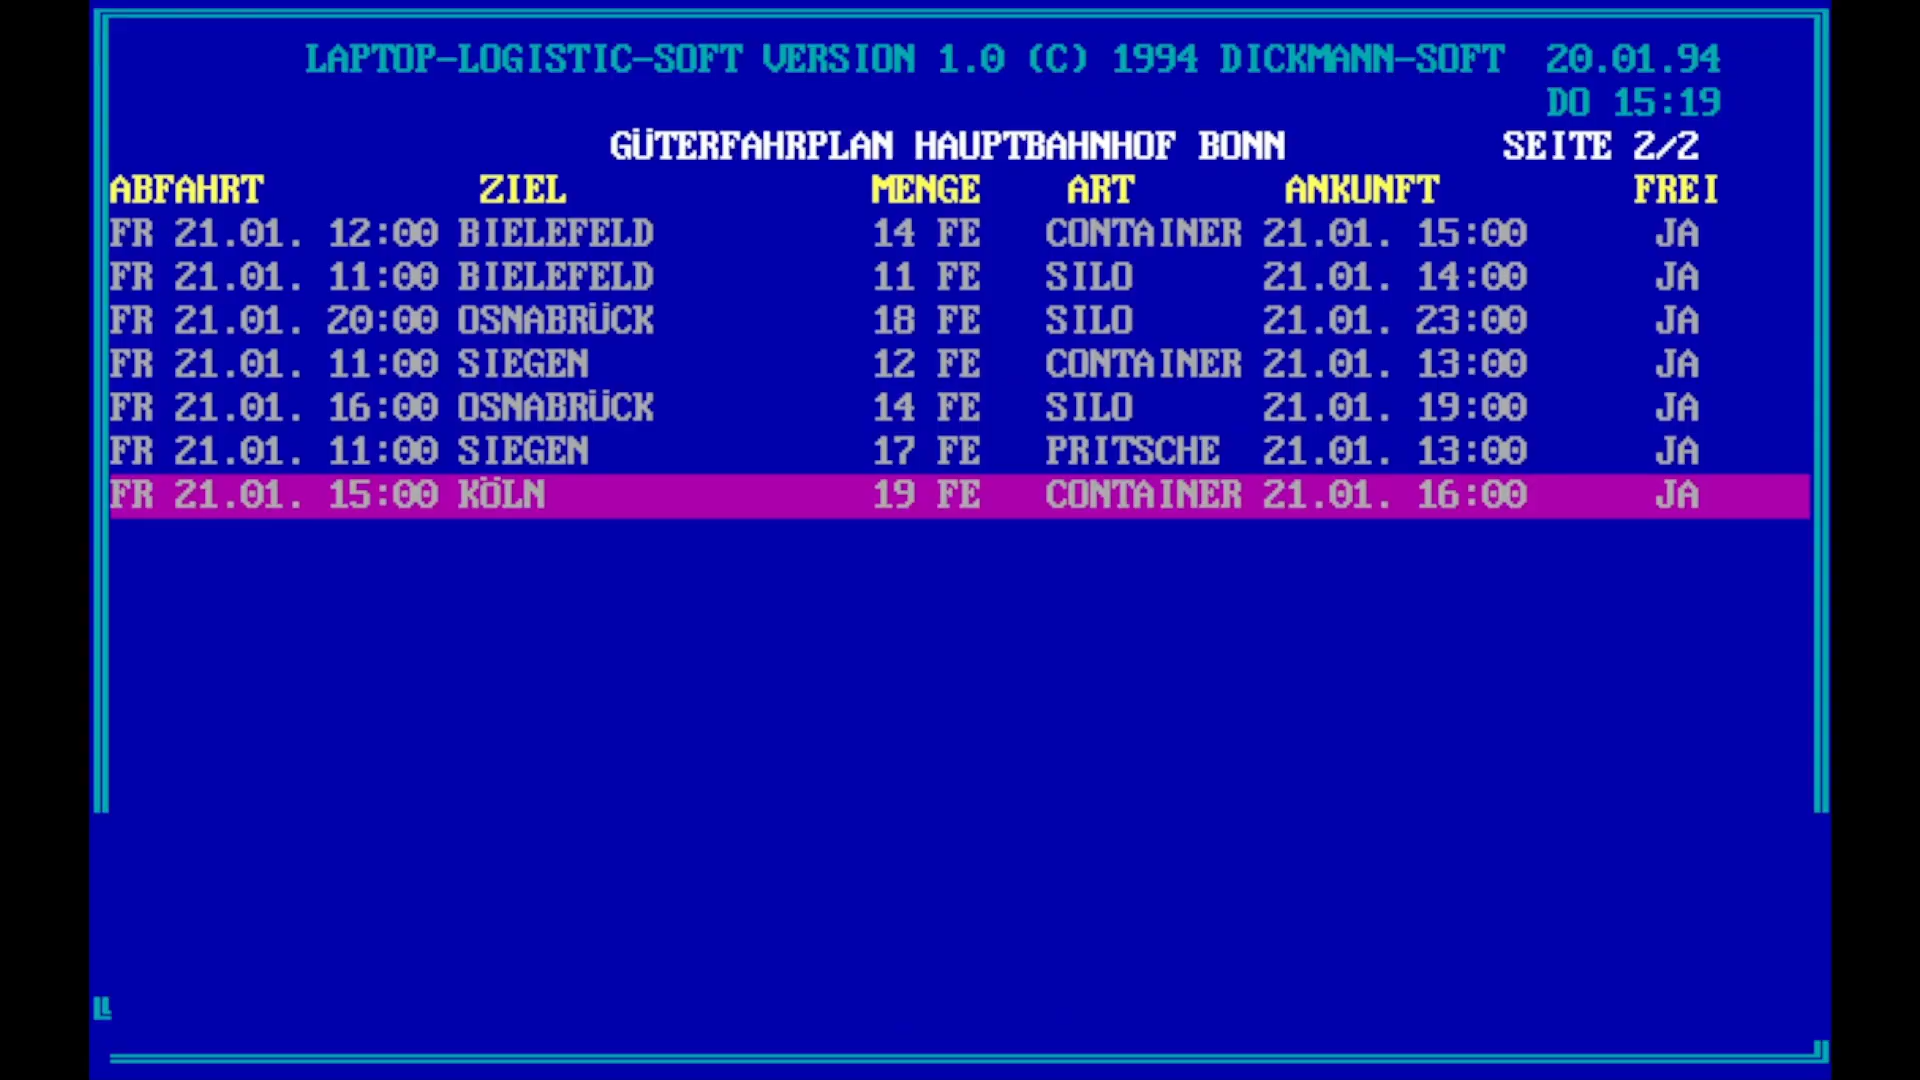 LAPTOP-LOGISTIC-SOFT VERSION 1.0 (C) 1994 DICKMANN-SOFT 20.01.94
DO 15:19
GÜTERFAHRPLAN HAUPTBAHNHOF BONN SEITE 2/2
ABFAHRT ZIEL MENGE ART ANKUNFT FREI
FR 21.01. 12:00 BIELEFELD 14 FE CONTAINER 21.01. 15:00 JA
FR 21.01. 11:00 BIELEFELD 11 FE SILO 21.01. 14:00 JA
FR 21.01. 20:00 OSNABRÜCK 18 FE SILO 21.01. 23:00 JA
FR 21.01. 11:00 SIEGEN 12 FE CONTAINER 21.01. 13:00 JA
FR 21.01. 16:00 OSNABRÜCK 14 FE SILO 21.01. 19:00 JA
FR 21.01. 11:00 SIEGEN 17 FE PRITSCHE 21.01. 13:00 JA
FR 21.01. 15:00 KÖLN 19 FE CONTAINER 21.01. 16:00 JA